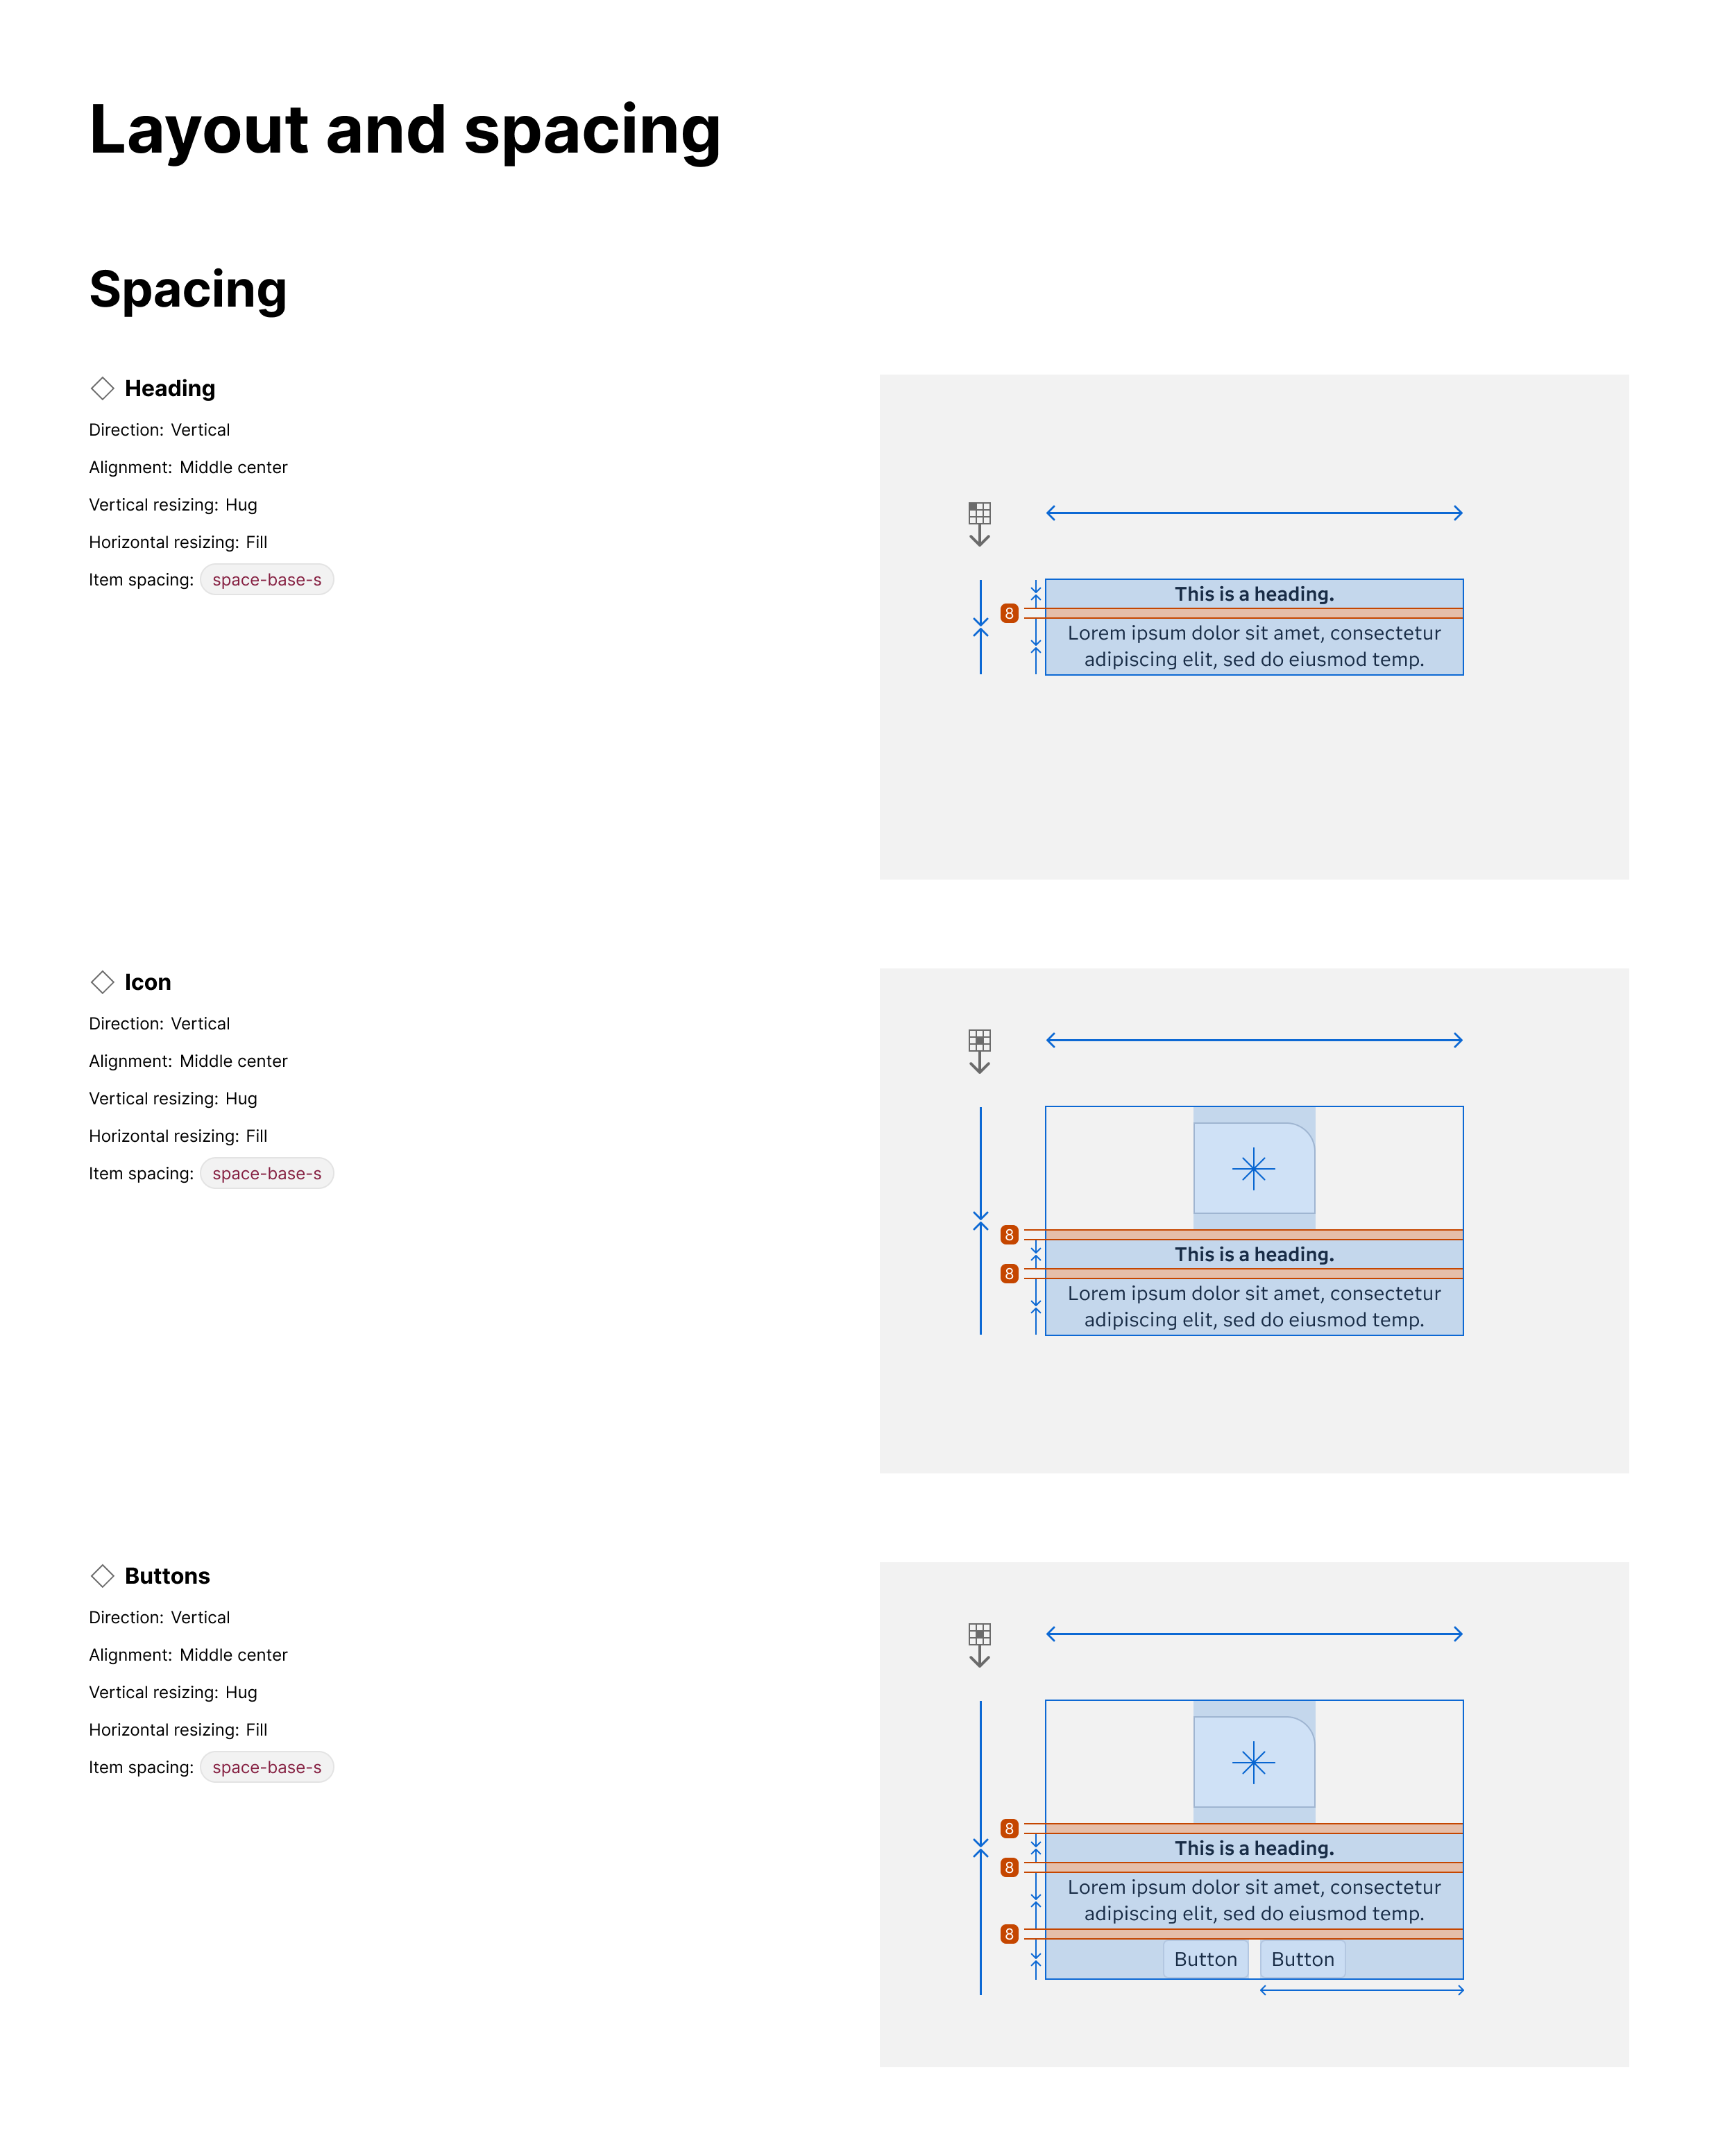 Layout and spacing
Spacing
Heading
Direction: Vertical
Alignment: Middle center
Vertical resizing: Hug
Horizontal resizing: Fill
Item spacing: space-base-s
This is a heading.
8
Lorem ipsum dolor sit amet, consectetur
adipiscing elit, sed do eiusmod temp.
Icon
Direction: Vertical
Alignment: Middle center
Vertical resizing: Hug
Horizontal resizing: Fill
Item spacing: space-base-s
8
This is a heading.
8
Lorem ipsum dolor sit amet, consectetur
adipiscing elit, sed do eiusmod temp.
Buttons
Direction: Vertical
Alignment: Middle center
Vertical resizing: Hug
Horizontal resizing: Fill
Item spacing: space-base-s
8
This is a heading.
8
Lorem ipsum dolor sit amet, consectetur
adipiscing elit, sed do eiusmod temp.
8
Button Button